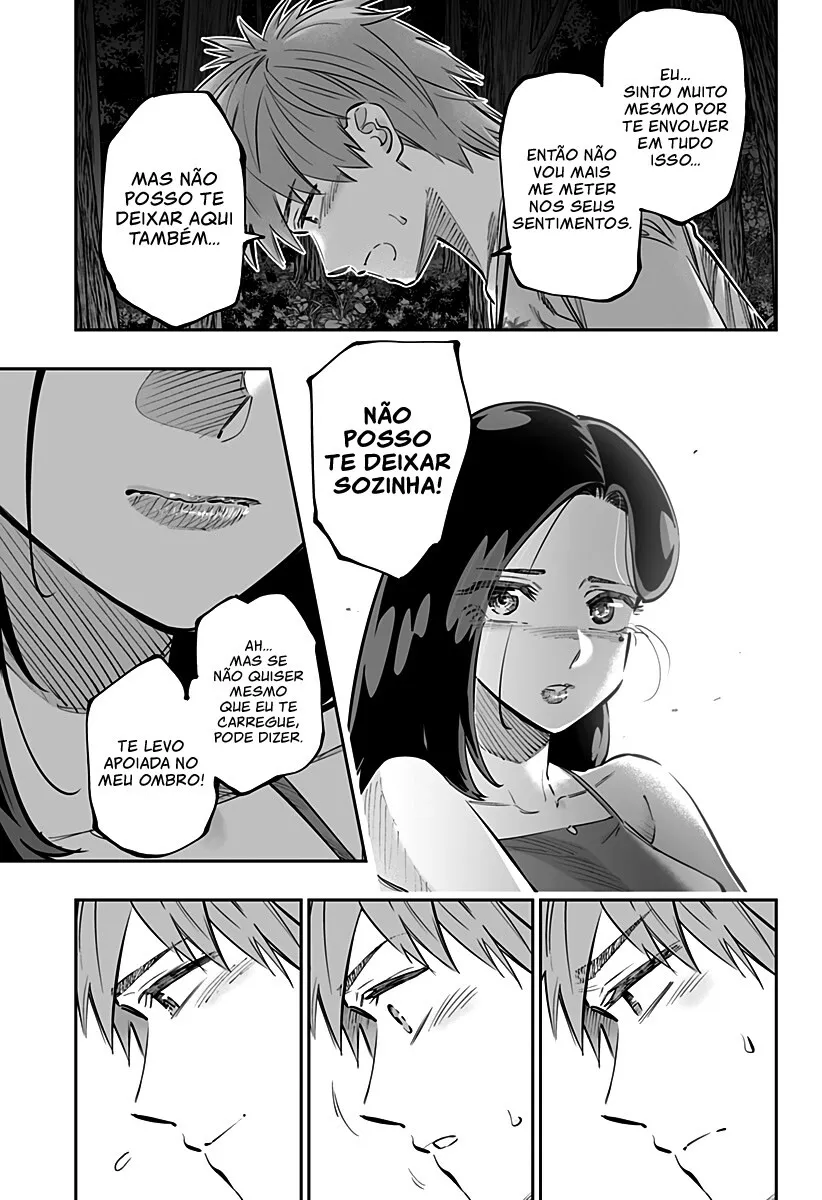 EU...
SINTO MUITO
MESMO POR
TE ENVOLVER
EM TUDO
ISSO...
ENTÃO NÃO
VOU MAIS
ME METER
NOS SEUS
SENTIMENTOS.
MAS NÃO
POSSO TE
DEIXAR AQUI
TAMBÉM...
NÃO
POSSO
TE DEIXAR
SOZINHA!
AH...
MAS SE
NÃO QUISER
MESMO
QUE EU TE
CARREGUE,
PODE DIZER.
TE LEVO
APOIADA NO
MEU OMBRO!